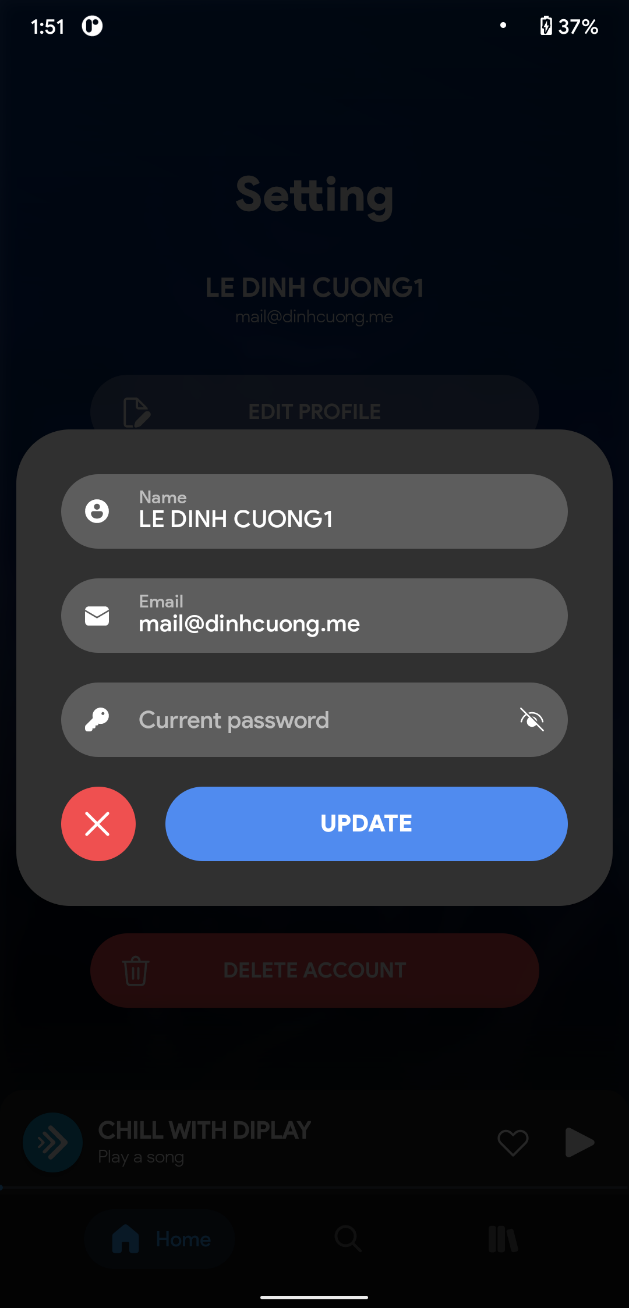 1:51
37%
Setting
LE DINH CUONG1
mail@dinhcuong.me
EDIT PROFILE
Name
LE DINH CUONG1
Email
mail@dinhcuong.me
Current password
UPDATE
DELETE ACCOUNT
CHILL WITH DIPLAY
Play a song
Home